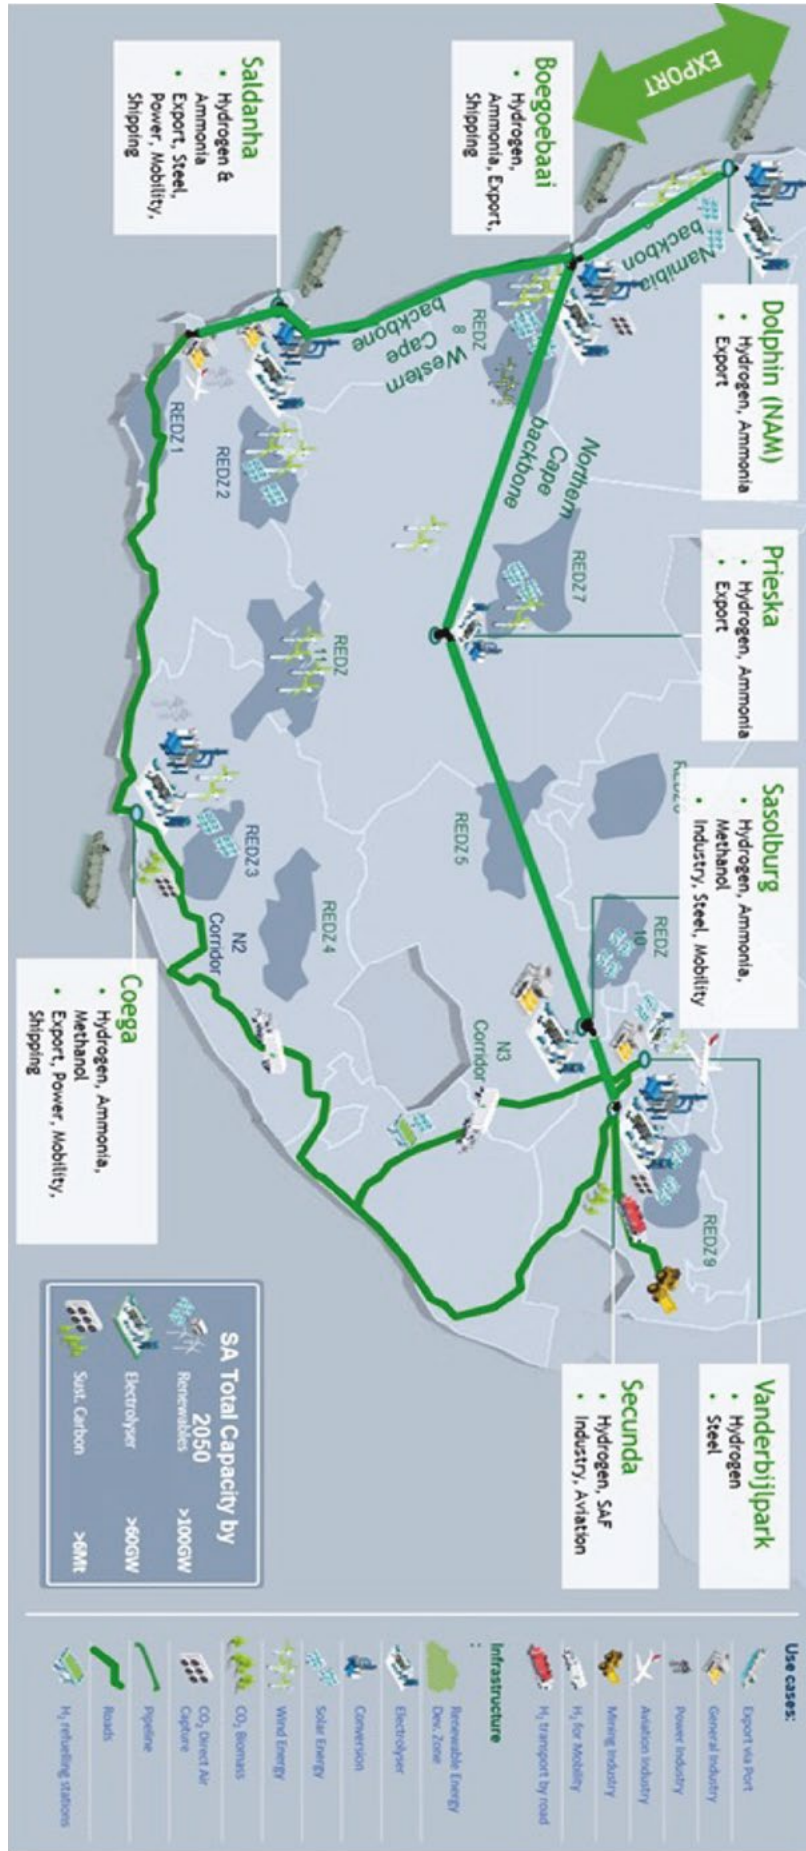 EXPORT
Dolphin (NAM)
• Hydrogen, Ammonia
• Export
Prieska
• Hydrogen, Ammonia
• Export
Sasolburg
• Hydrogen, Ammonia,
Methanol
• Industry, Steel, Mobility
Vanderbijlpark
• Hydrogen
• Steel
Boegoebaai
• Hydrogen,
Ammonia, Export,
Shipping
Secunda
• Hydrogen, SAF
• Industry, Aviation
Saldanha
• Hydrogen &
Ammonia
• Export, Steel,
Power, Mobility,
Shipping
Coega
• Hydrogen, Ammonia,
Methanol
• Export, Power, Mobility,
Shipping
Namibia
backbon
Northern
Cape
backbone
Western
Cape
backbone
REDZ
8
REDZ 7
REDZ 5
REDZ
10
REDZ 9
REDZ 1
REDZ 2
REDZ
11
REDZ 3
REDZ 4
N2
Corridor
N3
Corridor
SA Total Capacity by
2050
Renewables >100GW
Electrolyser >60GW
Sust. Carbon >6Mt
Use cases:
Export via Port
General Industry
Power Industry
Aviation Industry
Mining Industry
H₂ for Mobility
H₂ transport by road
Infrastructure
:
Renewable Energy
Dev. Zone
Electrolyser
Conversion
Solar Energy
Wind Energy
CO₂ Biomass
CO₂ Direct Air
Capture
Pipeline
Roads
H₂ refuelling stations